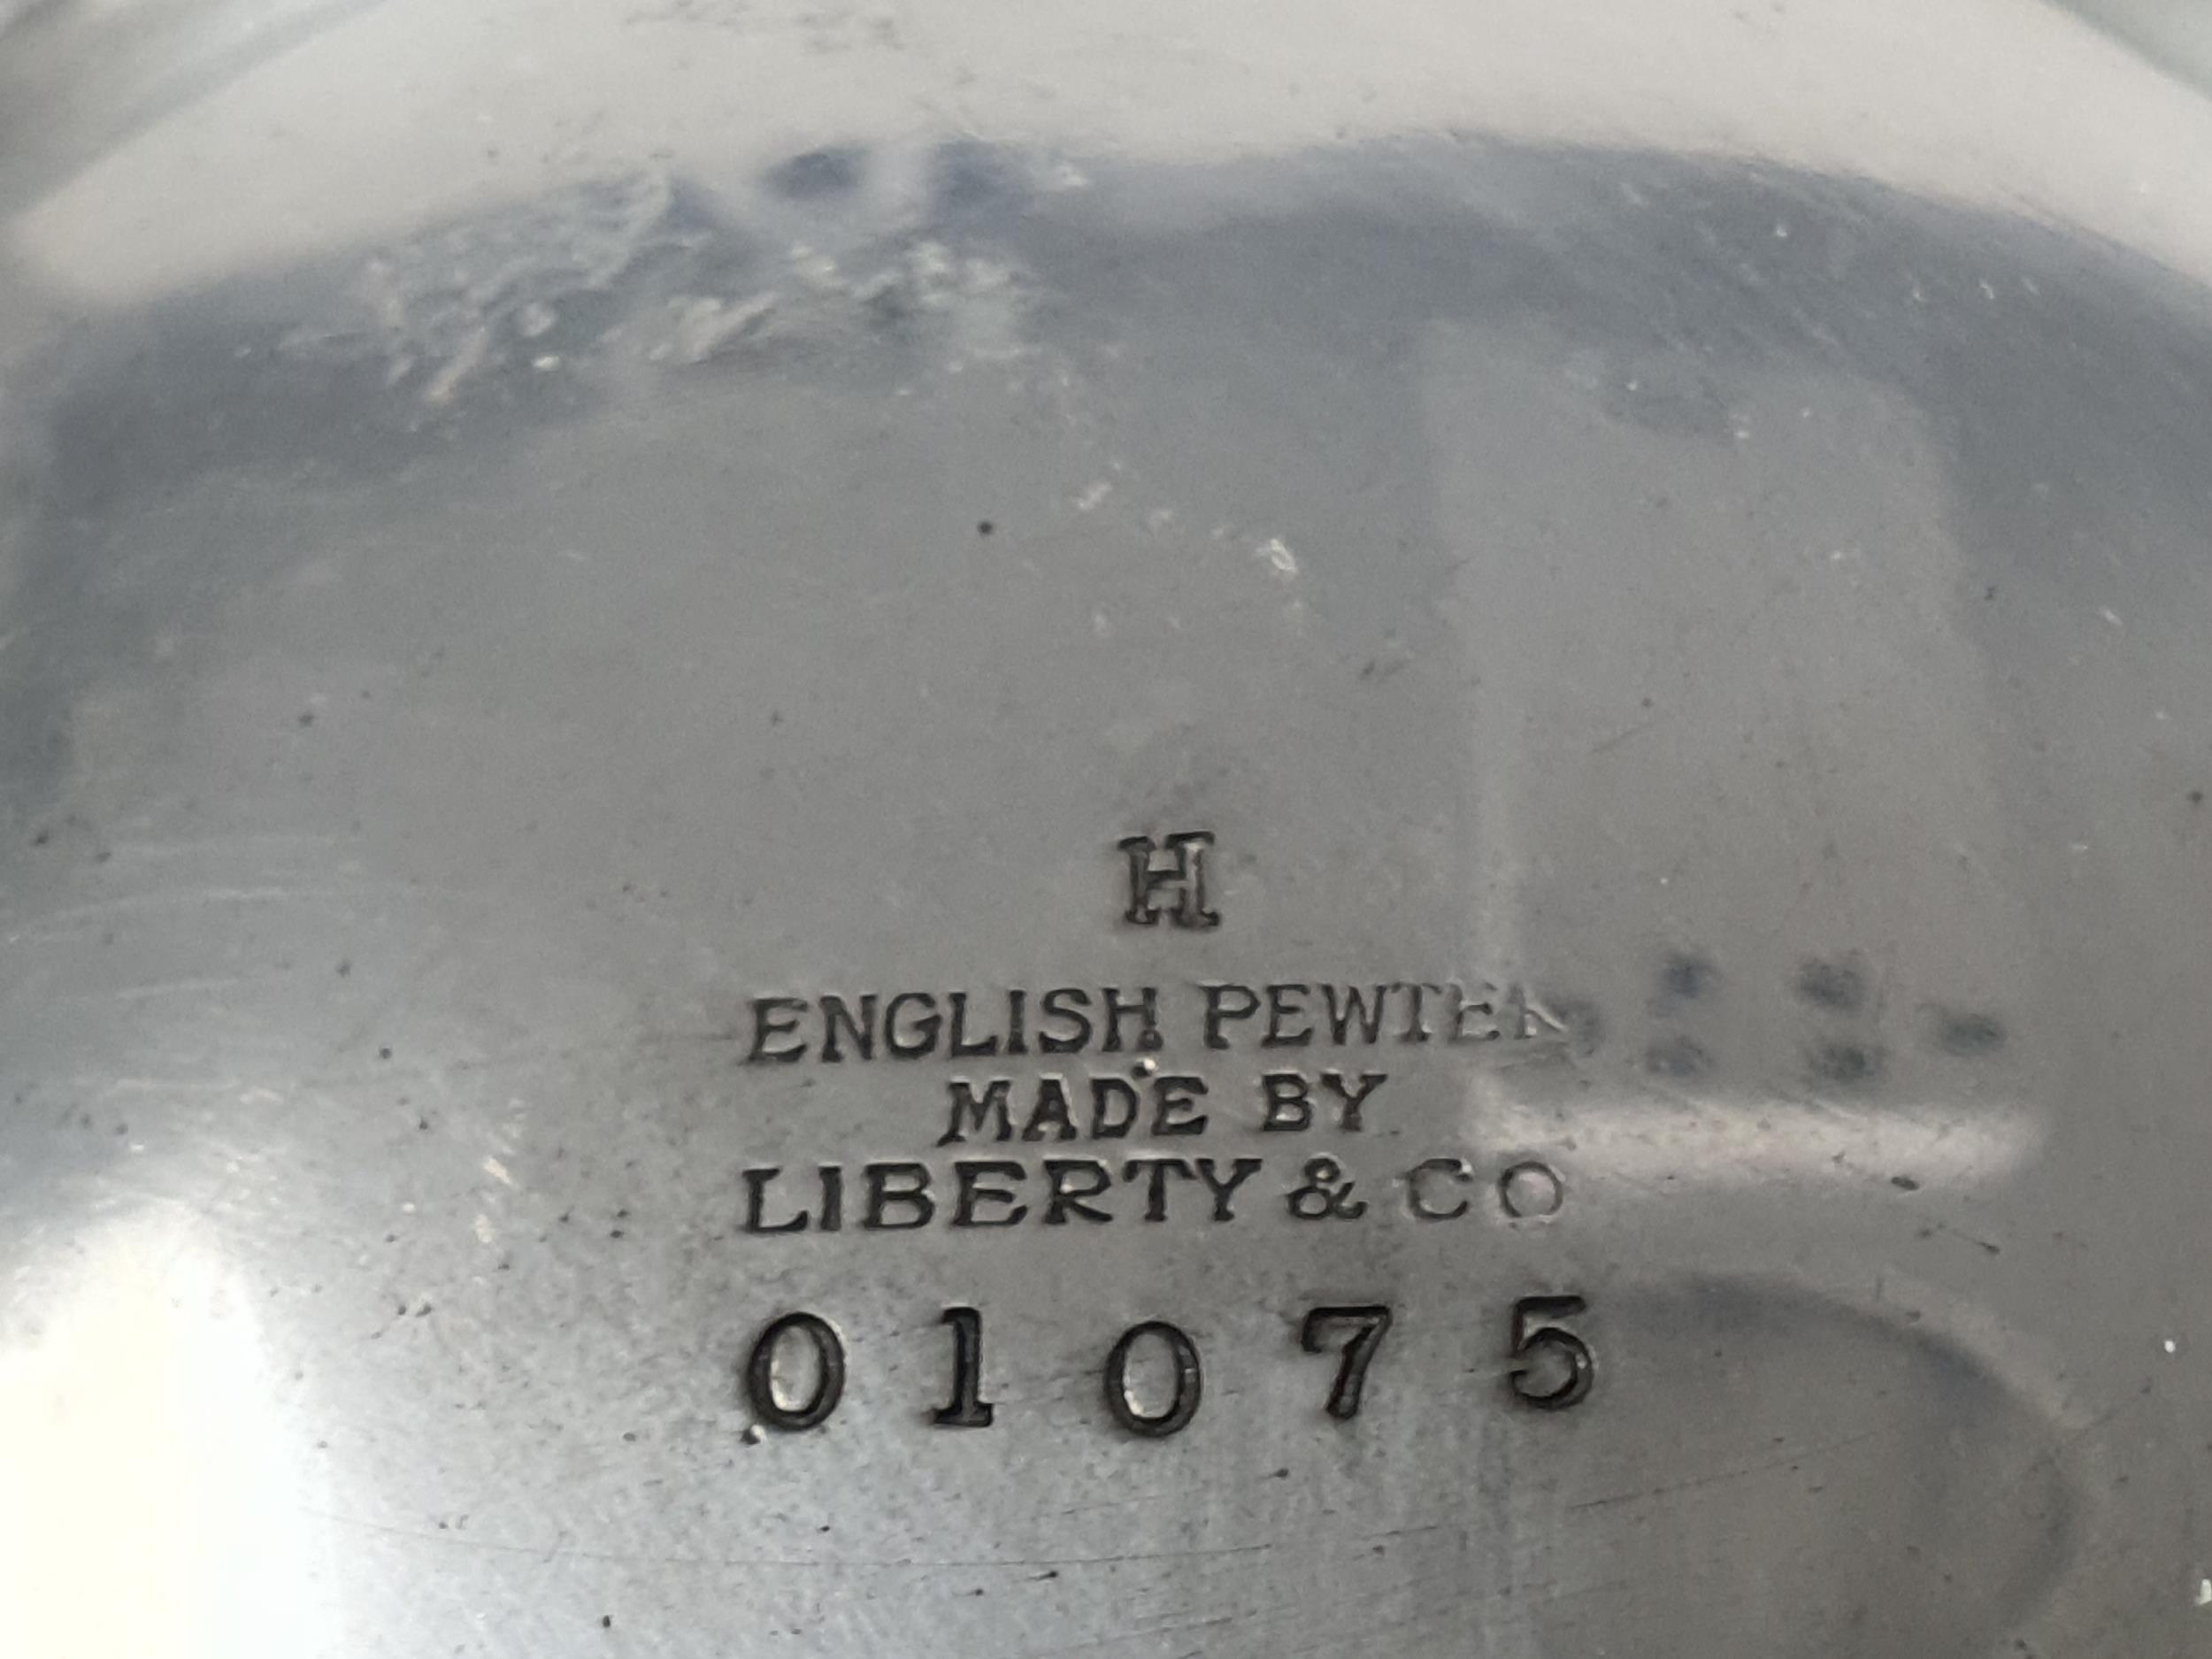 H
ENGLISH PEWTER
MADE BY
LIBERTY & CO
01075